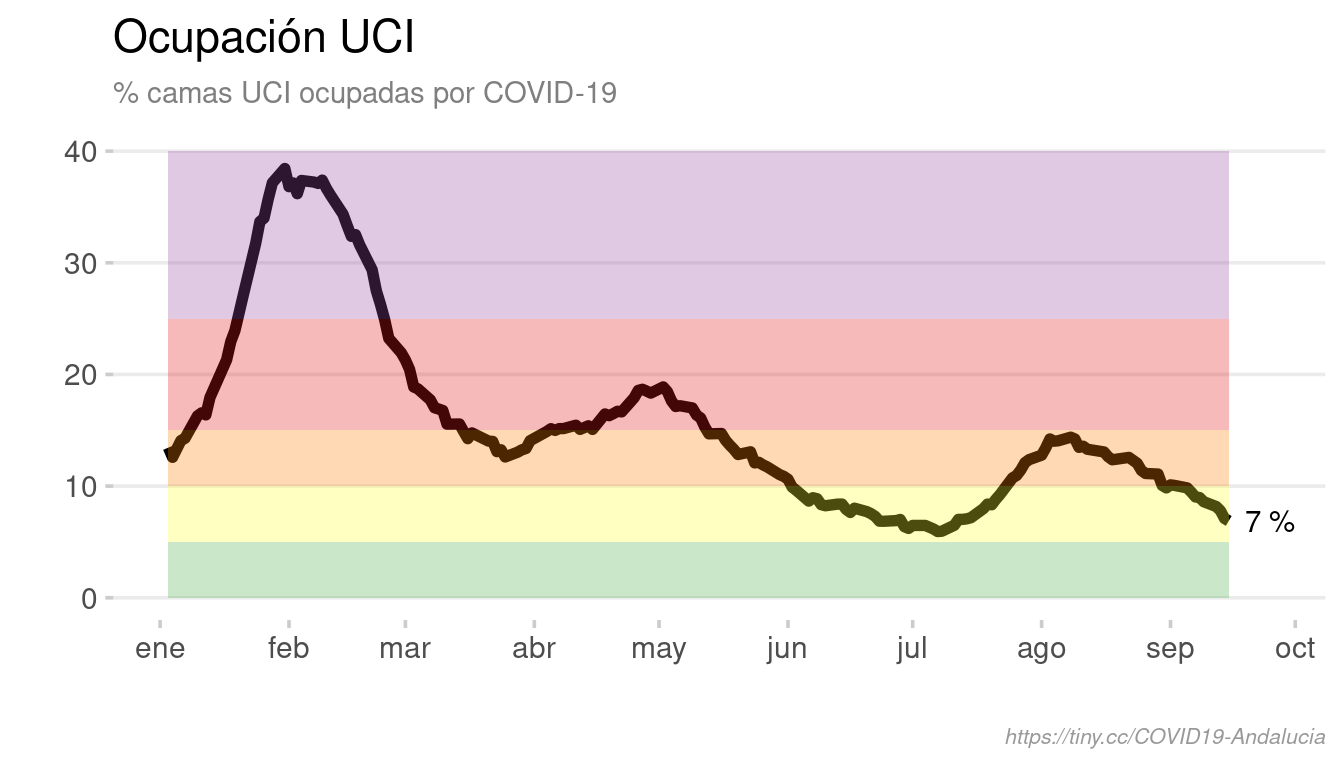 Ocupación UCI
% camas UCI ocupadas por COVID-19
40
30
20
10
0
7 %
ene feb mar abr may jun jul ago sep oct
https://tiny.cc/COVID19-Andalucia